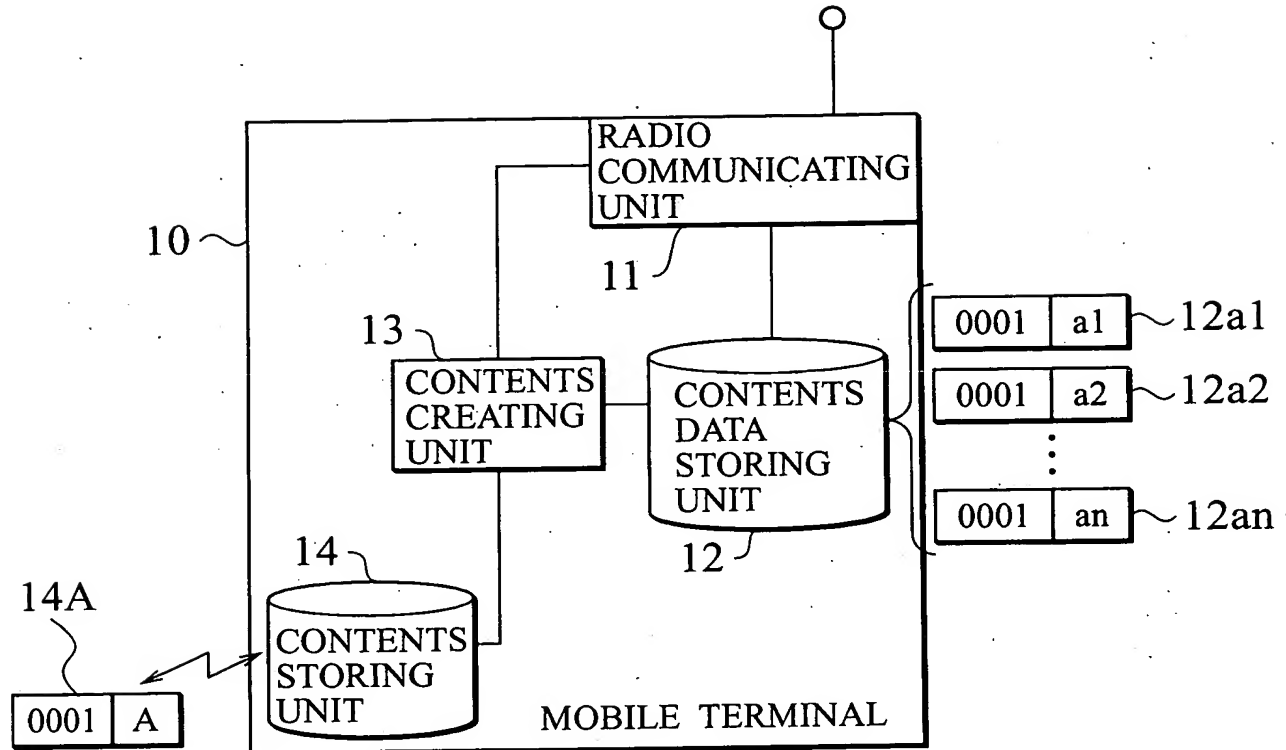 RADIO
COMMUNICATING
UNIT
10
11
13
CONTENTS
CREATING
UNIT
CONTENTS
DATA
STORING
UNIT
12
0001 a1 12a1
0001 a2 12a2
0001 an 12an
14
14A
CONTENTS
STORING
UNIT
0001 A
MOBILE TERMINAL